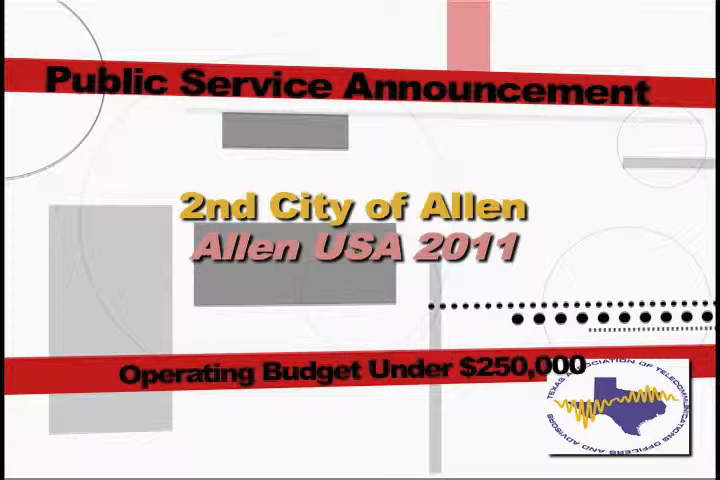 Public Service Announcement
2nd City of Allen
Allen USA 2011
Operating Budget Under $250,000
TEXAS ASSOCIATION OF TELECOMMUNICATIONS OFFICERS AND ADVISORS